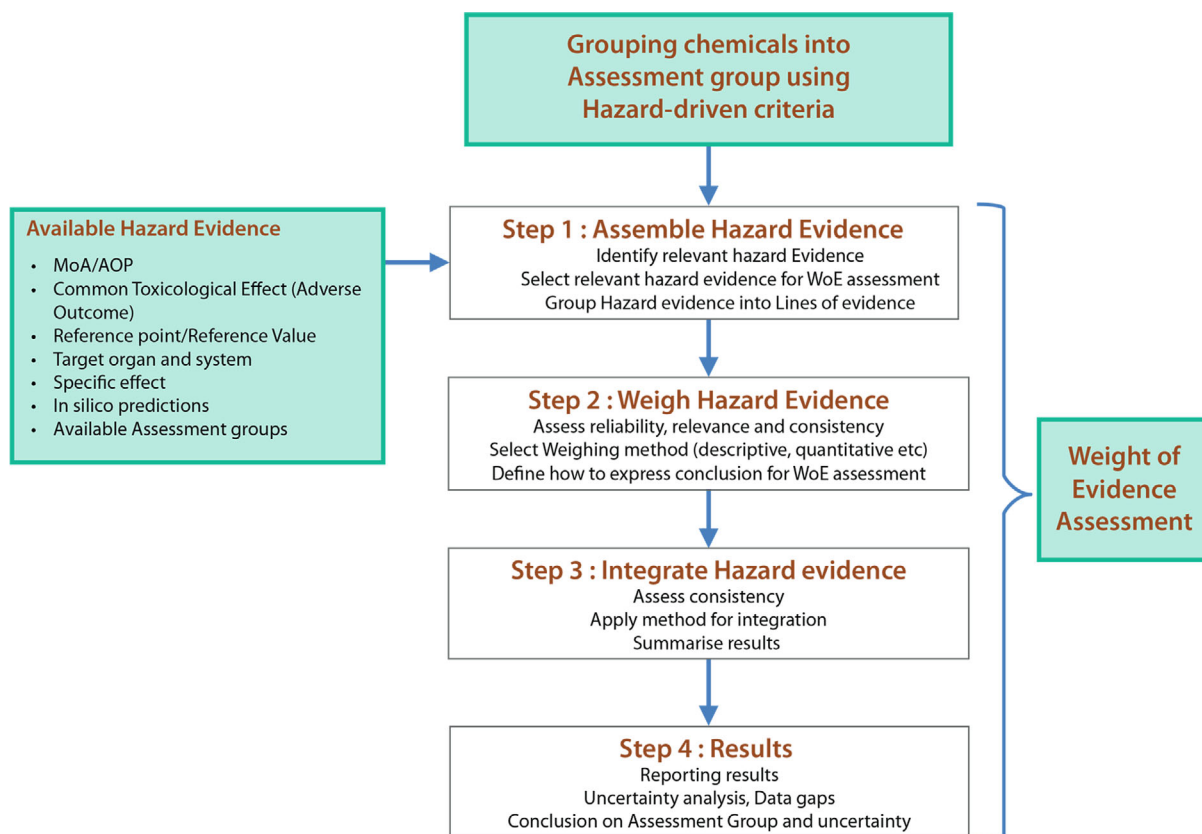 Grouping chemicals into
Assessment group using
Hazard-driven criteria
Available Hazard Evidence
• MoA/AOP
• Common Toxicological Effect (Adverse
Outcome)
• Reference point/Reference Value
• Target organ and system
• Specific effect
• In silico predictions
• Available Assessment groups
Step 1 : Assemble Hazard Evidence
Identify relevant hazard Evidence
Select relevant hazard evidence for WoE assessment
Group Hazard evidence into Lines of evidence
Step 2 : Weigh Hazard Evidence
Assess reliability, relevance and consistency
Select Weighing method (descriptive, quantitative etc)
Define how to express conclusion for WoE assessment
Step 3 : Integrate Hazard evidence
Assess consistency
Apply method for integration
Summarise results
Step 4 : Results
Reporting results
Uncertainty analysis, Data gaps
Conclusion on Assessment Group and uncertainty
Weight of
Evidence
Assessment